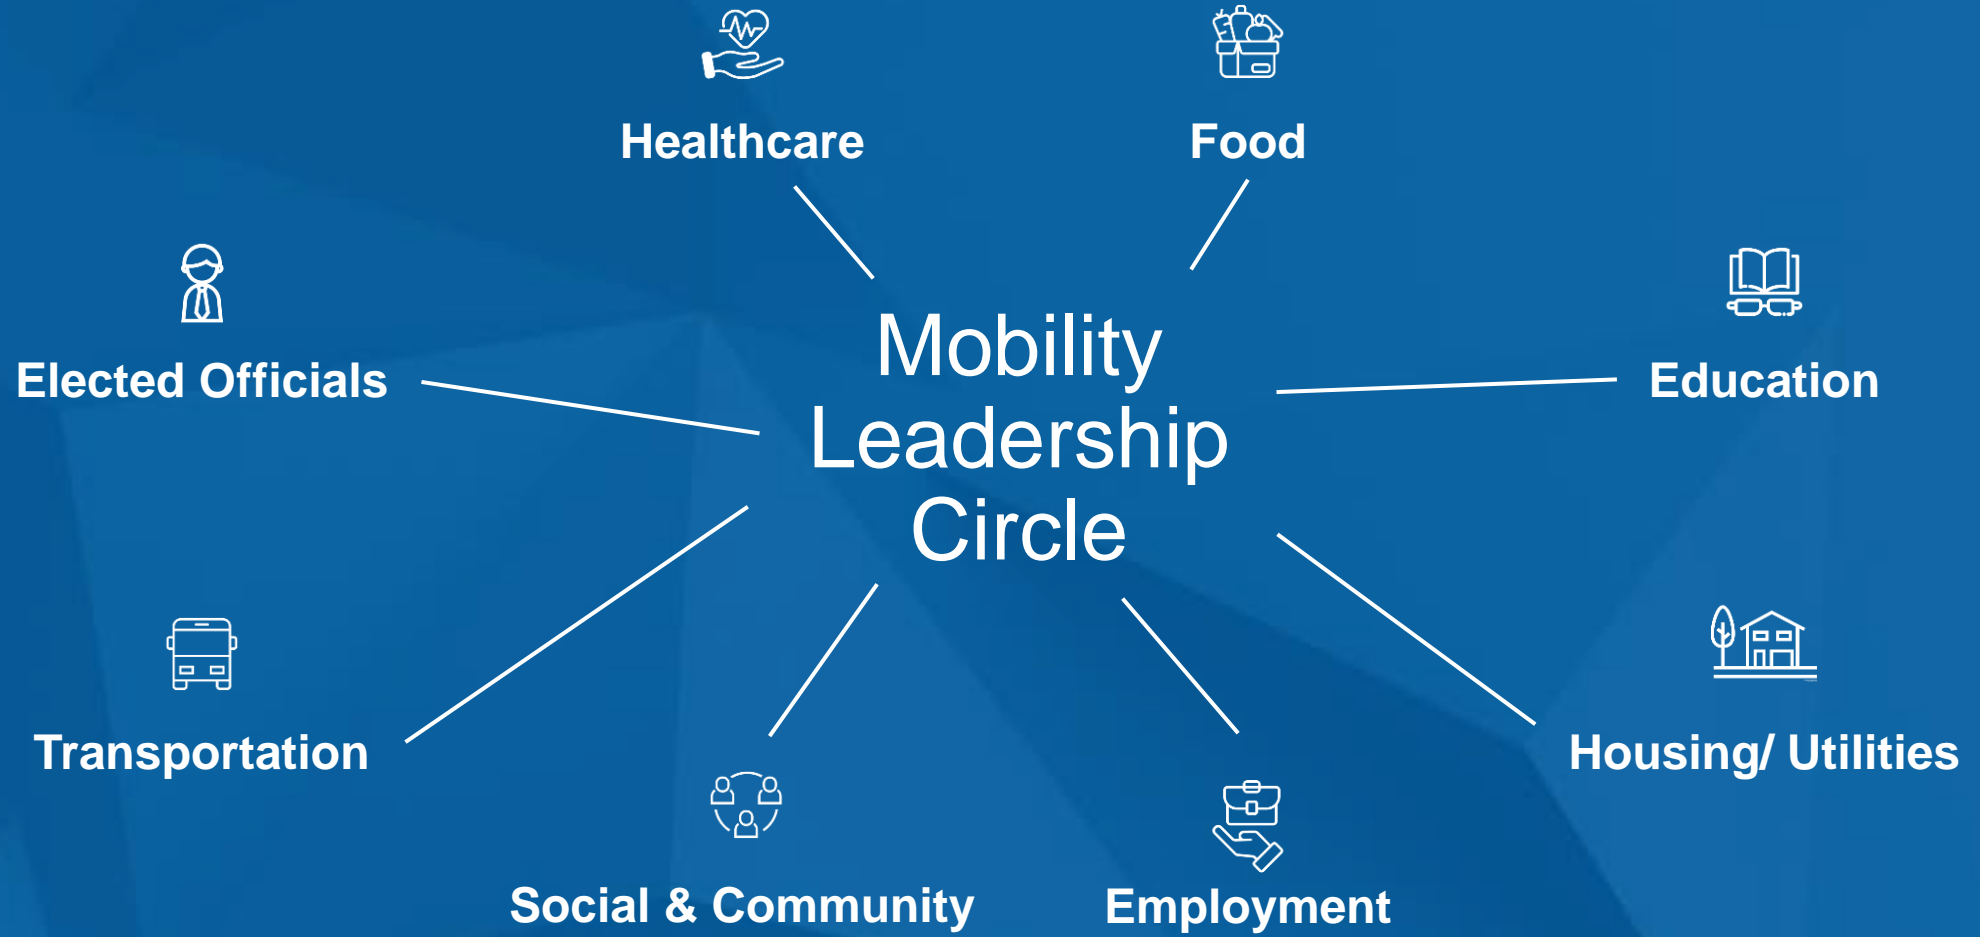 Healthcare
Food
Elected Officials
Education
Mobility
Leadership
Circle
Transportation
Housing/ Utilities
Social & Community
Employment